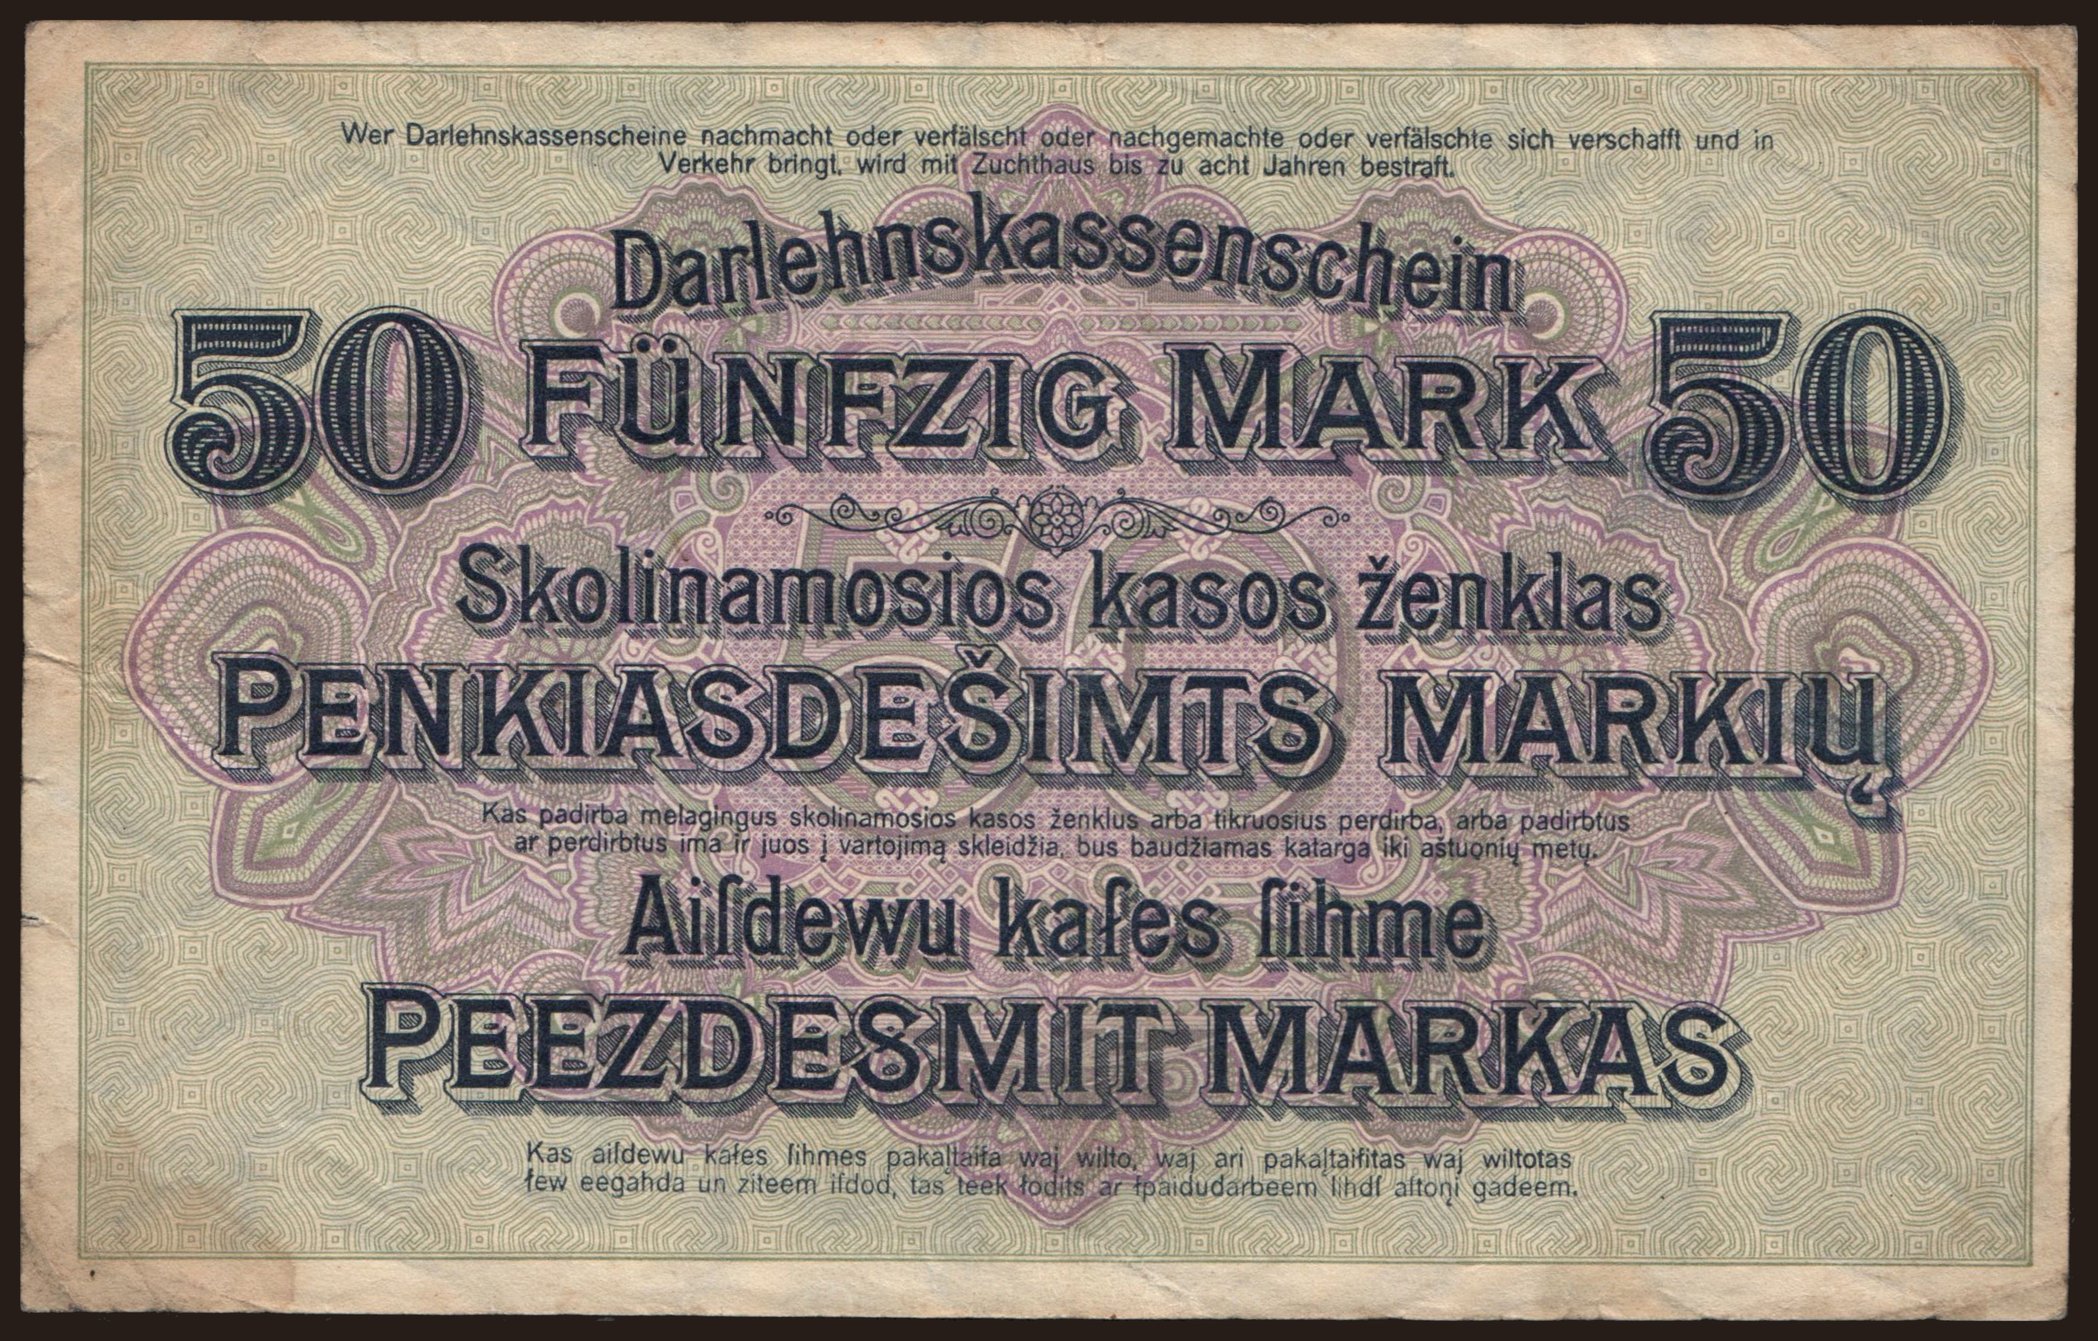 Wer Darlehnskassenscheine nachmacht oder verfälscht oder nachgemachte oder verfälschte sich verschafft und in
Verkehr bringt, wird mit Zuchthaus bis zu acht Jahren bestraft.
Darlehnskassenschein
50 FÜNFZIG MARK 50
Skolinamosios kasos ženklas
PENKIASDEŠIMTS MARKIŲ
50
Kas padirba melagingus skolinamosios kasos ženklus arba tikruosius perdirba, arba padirbtus
ar perdirbtus ima ir juos į vartojimą skleidžia, bus baudžiamas katarga iki aštuonių metų.
Aiſdewu kaſes ſihme
PEEZDESMIT MARKAS
Kas aiſdewu kaſes ſihmes pakaļtaiſa waj wilto, waj ari pakaļtaiſitas waj wiltotas
ſew eegahda un ziteem iſdod, tas teek ſodits ar ſpaidudarbeem lihdſ aſtoņi gadeem.